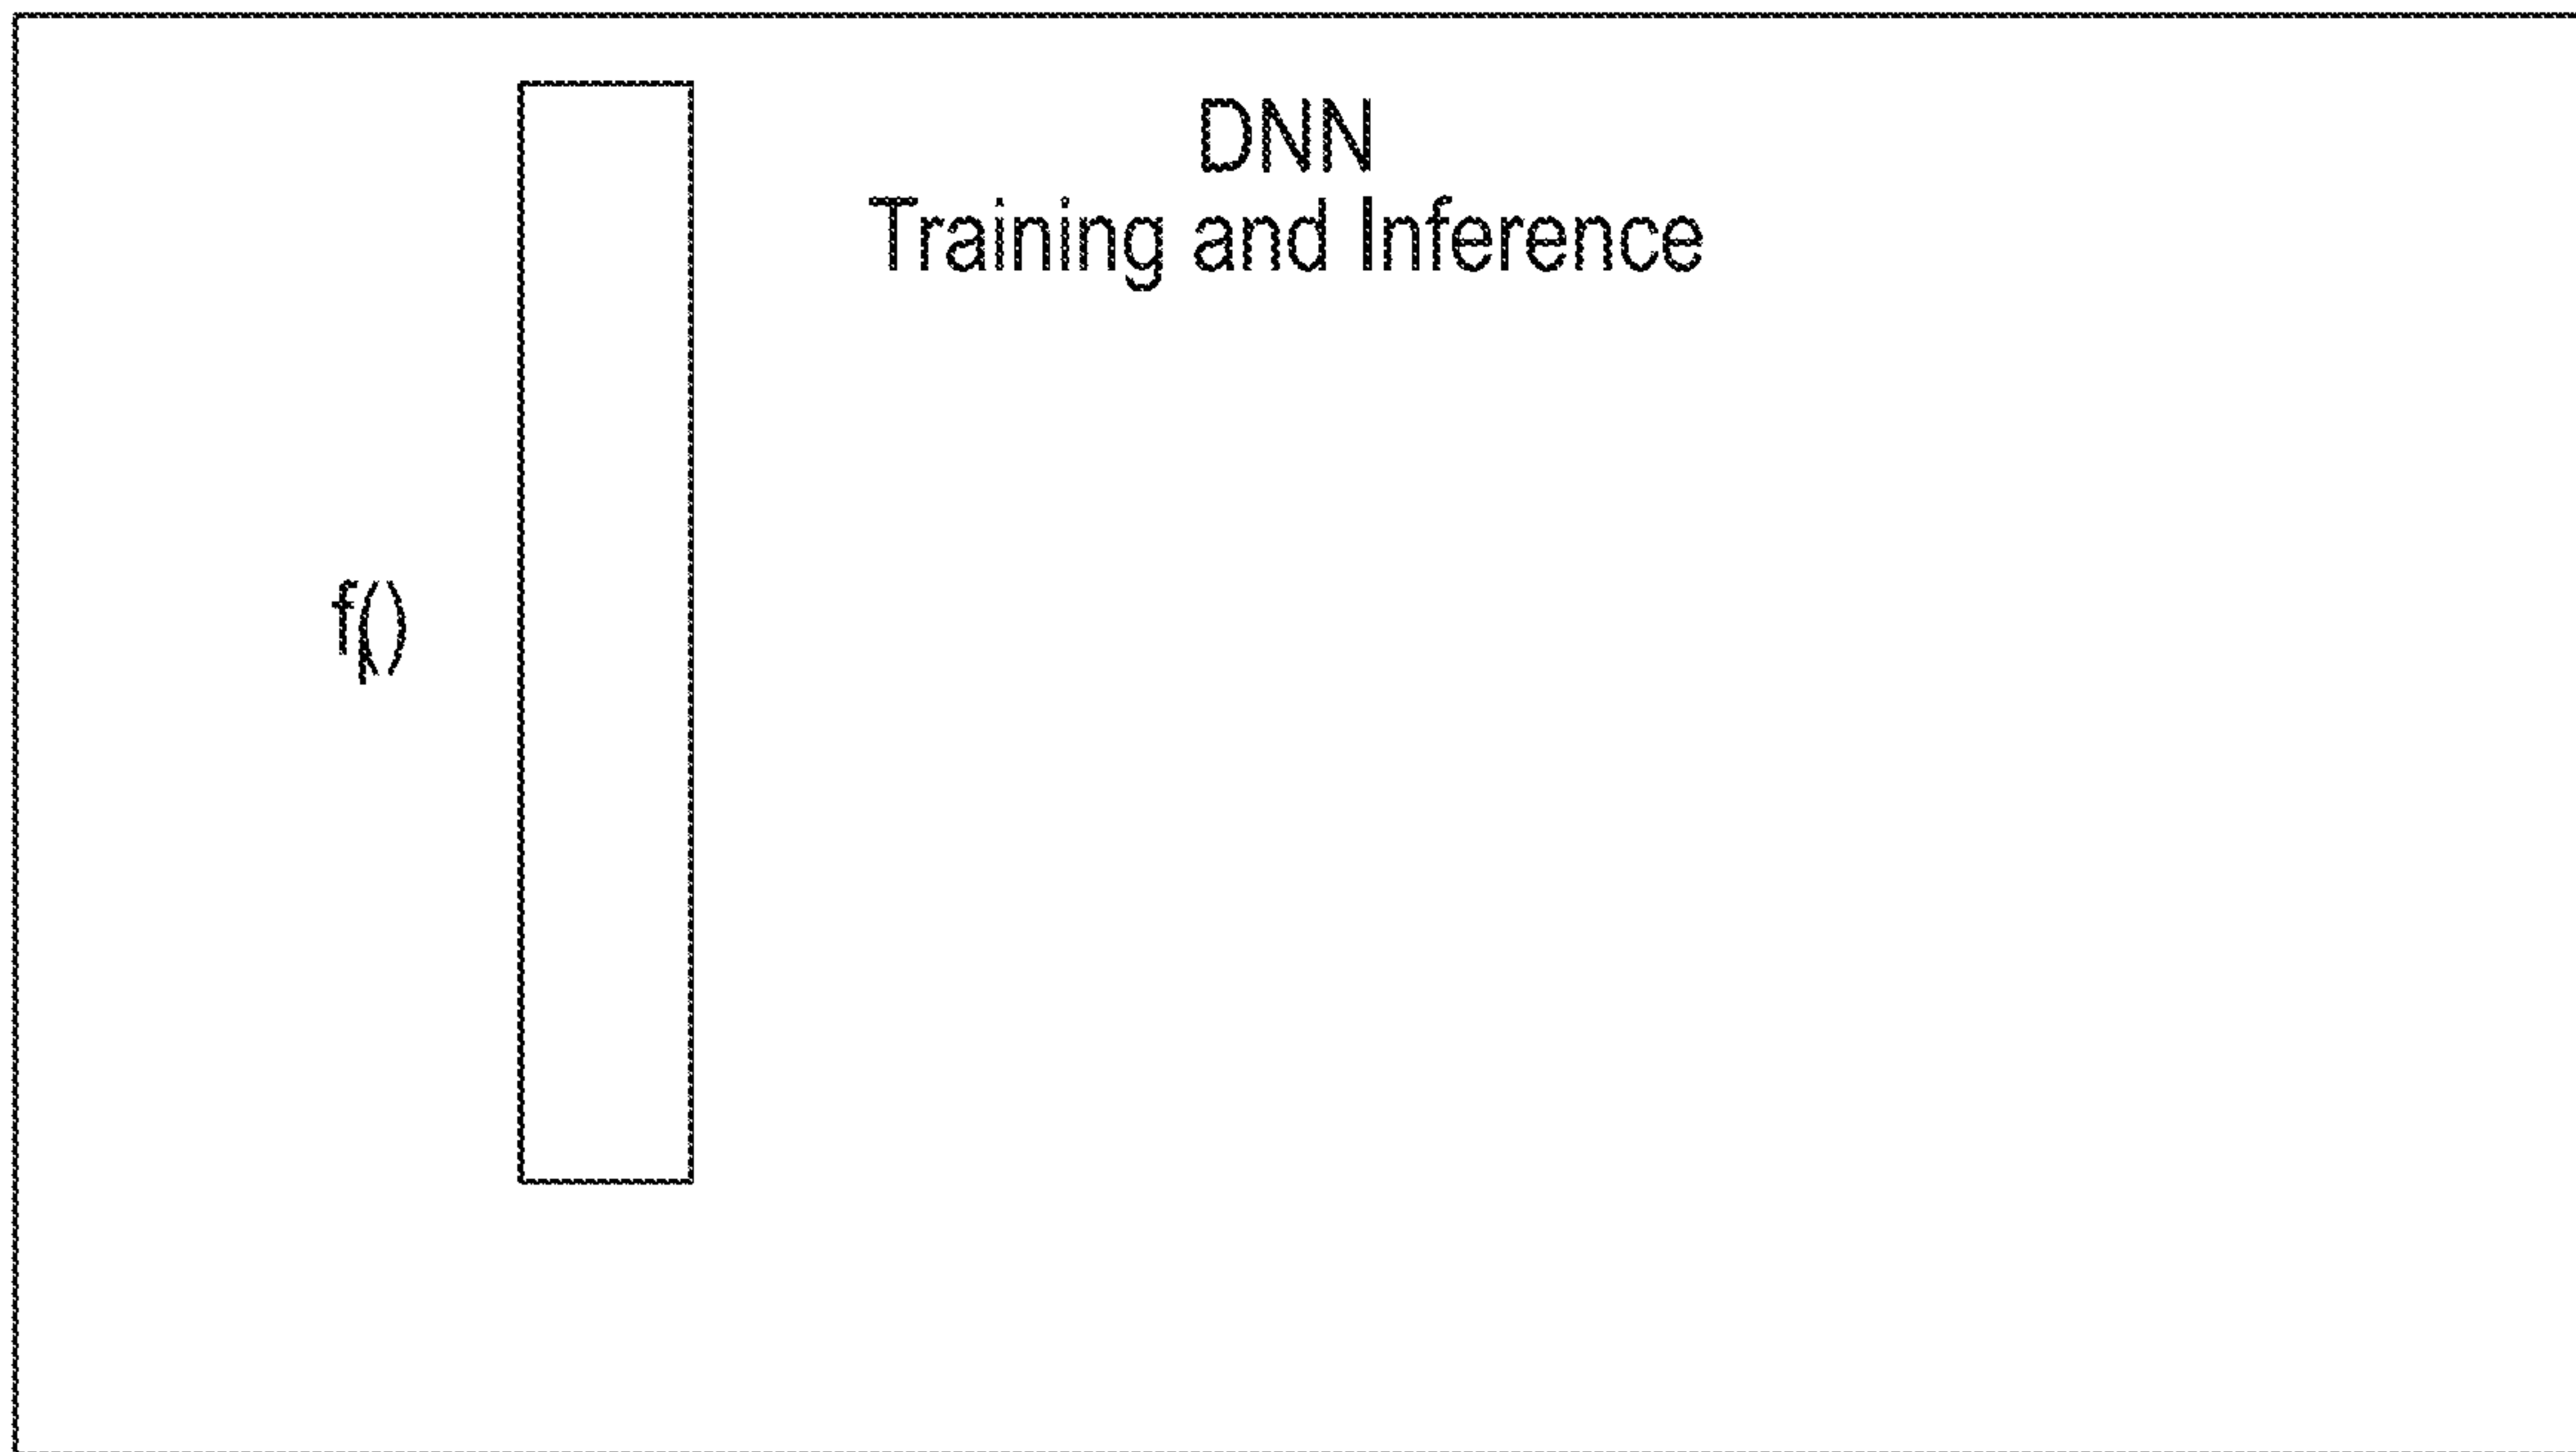 DNN
Training and Inference
f()